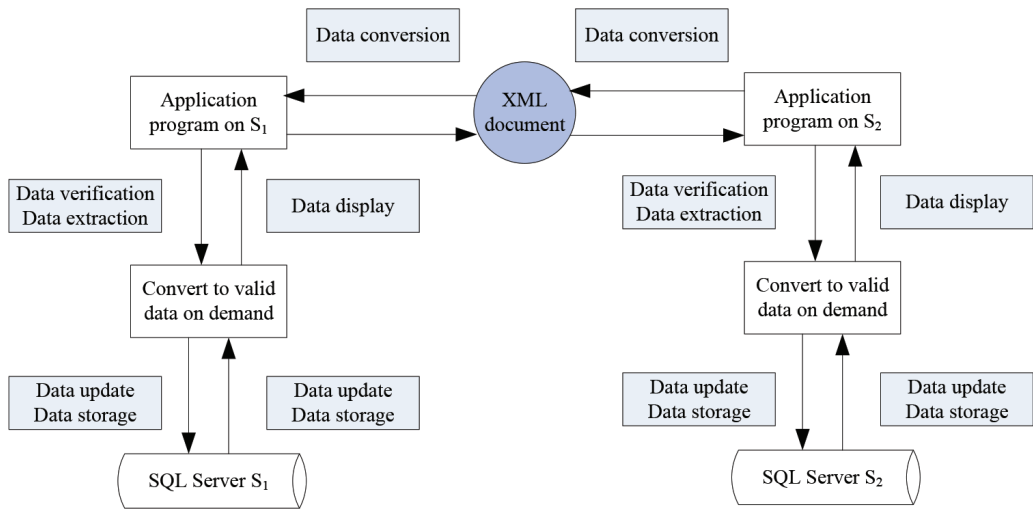 Data conversion
Data conversion
Application
program on S₁
XML
document
Application
program on S₂
Data verification
Data extraction
Data display
Data verification
Data extraction
Data display
Convert to valid
data on demand
Convert to valid
data on demand
Data update
Data storage
Data update
Data storage
Data update
Data storage
Data update
Data storage
SQL Server S₁
SQL Server S₂